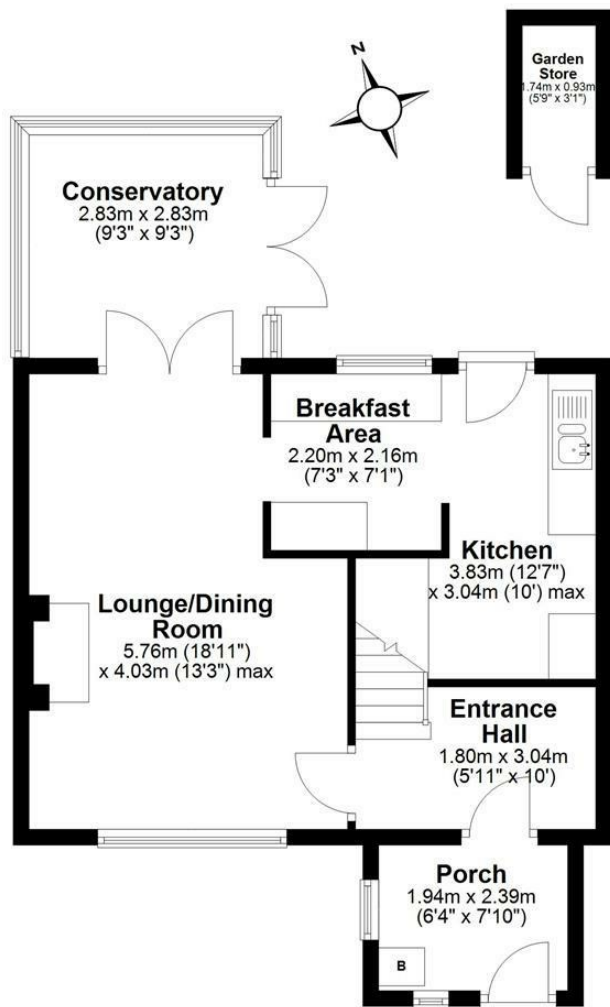 N
Garden
Store
1.74m x 0.93m
(5'9" x 3'1")
Conservatory
2.83m x 2.83m
(9'3" x 9'3")
Breakfast
Area
2.20m x 2.16m
(7'3" x 7'1")
Kitchen
3.83m (12'7")
x 3.04m (10') max
Lounge/Dining
Room
5.76m (18'11")
x 4.03m (13'3") max
Entrance
Hall
1.80m x 3.04m
(5'11" x 10')
Porch
1.94m x 2.39m
(6'4" x 7'10")
B